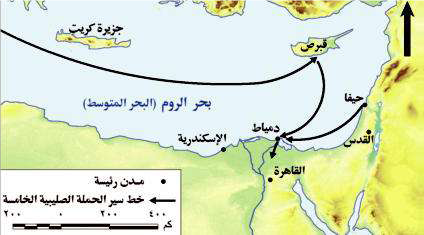 جزيرة كريت
قبرص
بحر الروم (البحر المتوسط)
حيفا
دمياط
الإسكندرية
القدس
القاهرة
مـدن رئيسة
خط سير الحملة الصليبية الخامسة
٢٠٠ ٠ ٢٠٠ ٤٠٠
كم